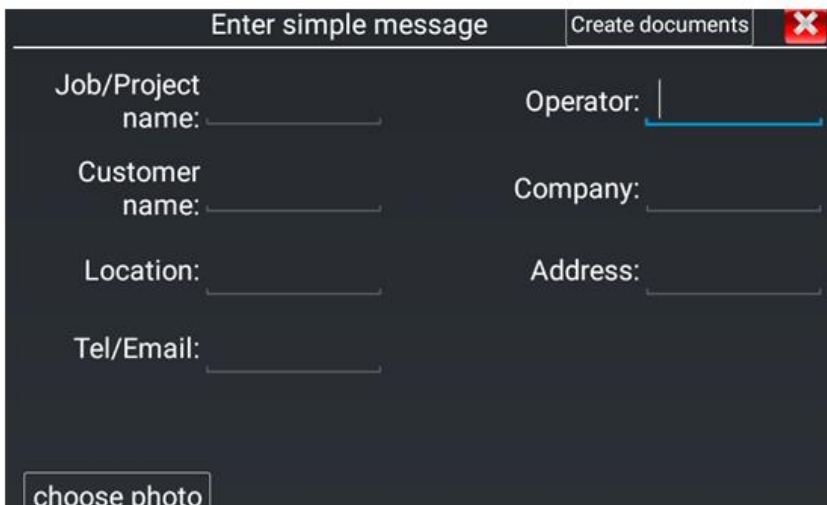 Enter simple message
Create documents
Job/Project
name:
Operator:
Customer
name:
Company:
Location:
Address:
Tel/Email:
choose photo